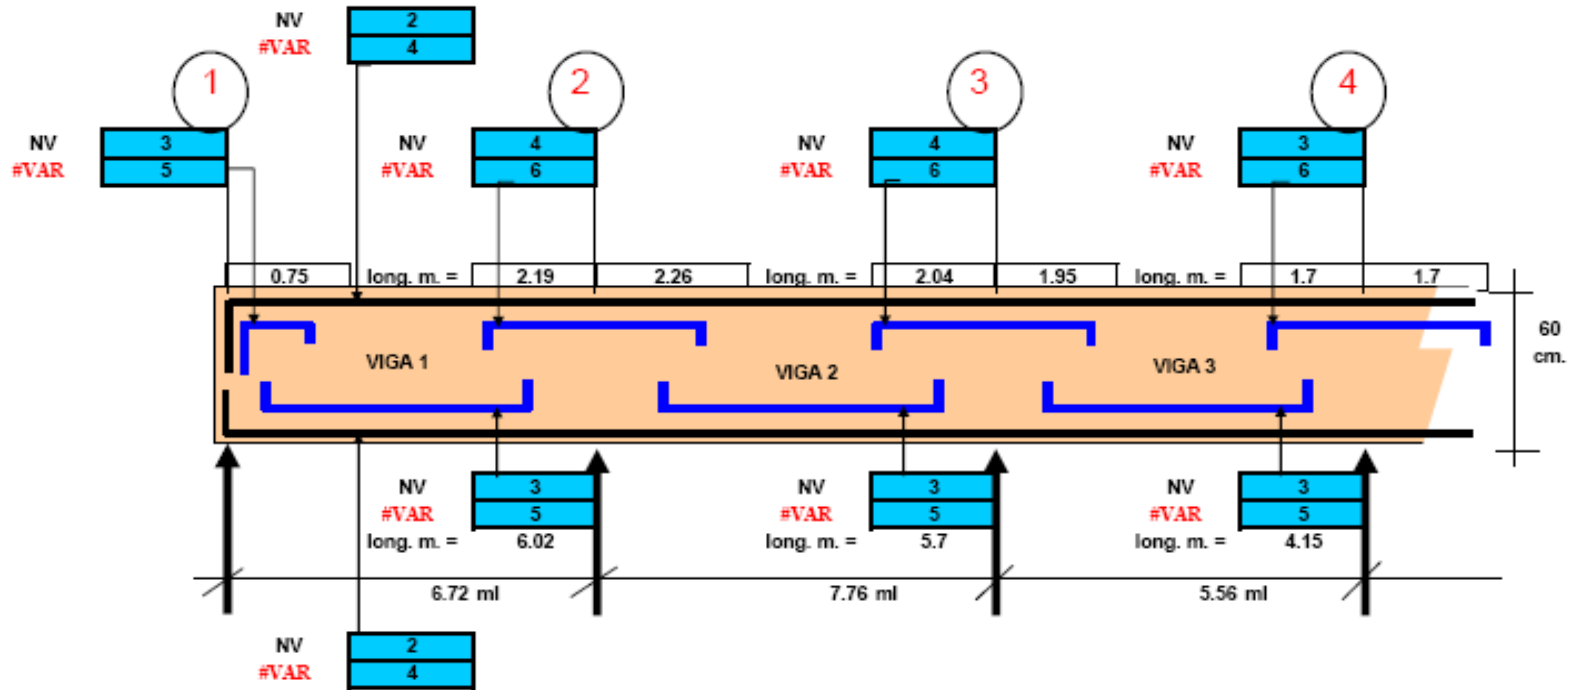 NV 2
#VAR 4
1 2 3 4
NV 3 NV 4 NV 4 NV 3
#VAR 5 #VAR 6 #VAR 6 #VAR 6
0.75 long. m. = 2.19 2.26 long. m. = 2.04 1.95 long. m. = 1.7 1.7
60
cm.
VIGA 1 VIGA 2 VIGA 3
NV 3 NV 3 NV 3
#VAR 5 #VAR 5 #VAR 5
long. m. = 6.02 long. m. = 5.7 long. m. = 4.15
6.72 ml 7.76 ml 5.56 ml
NV 2
#VAR 4